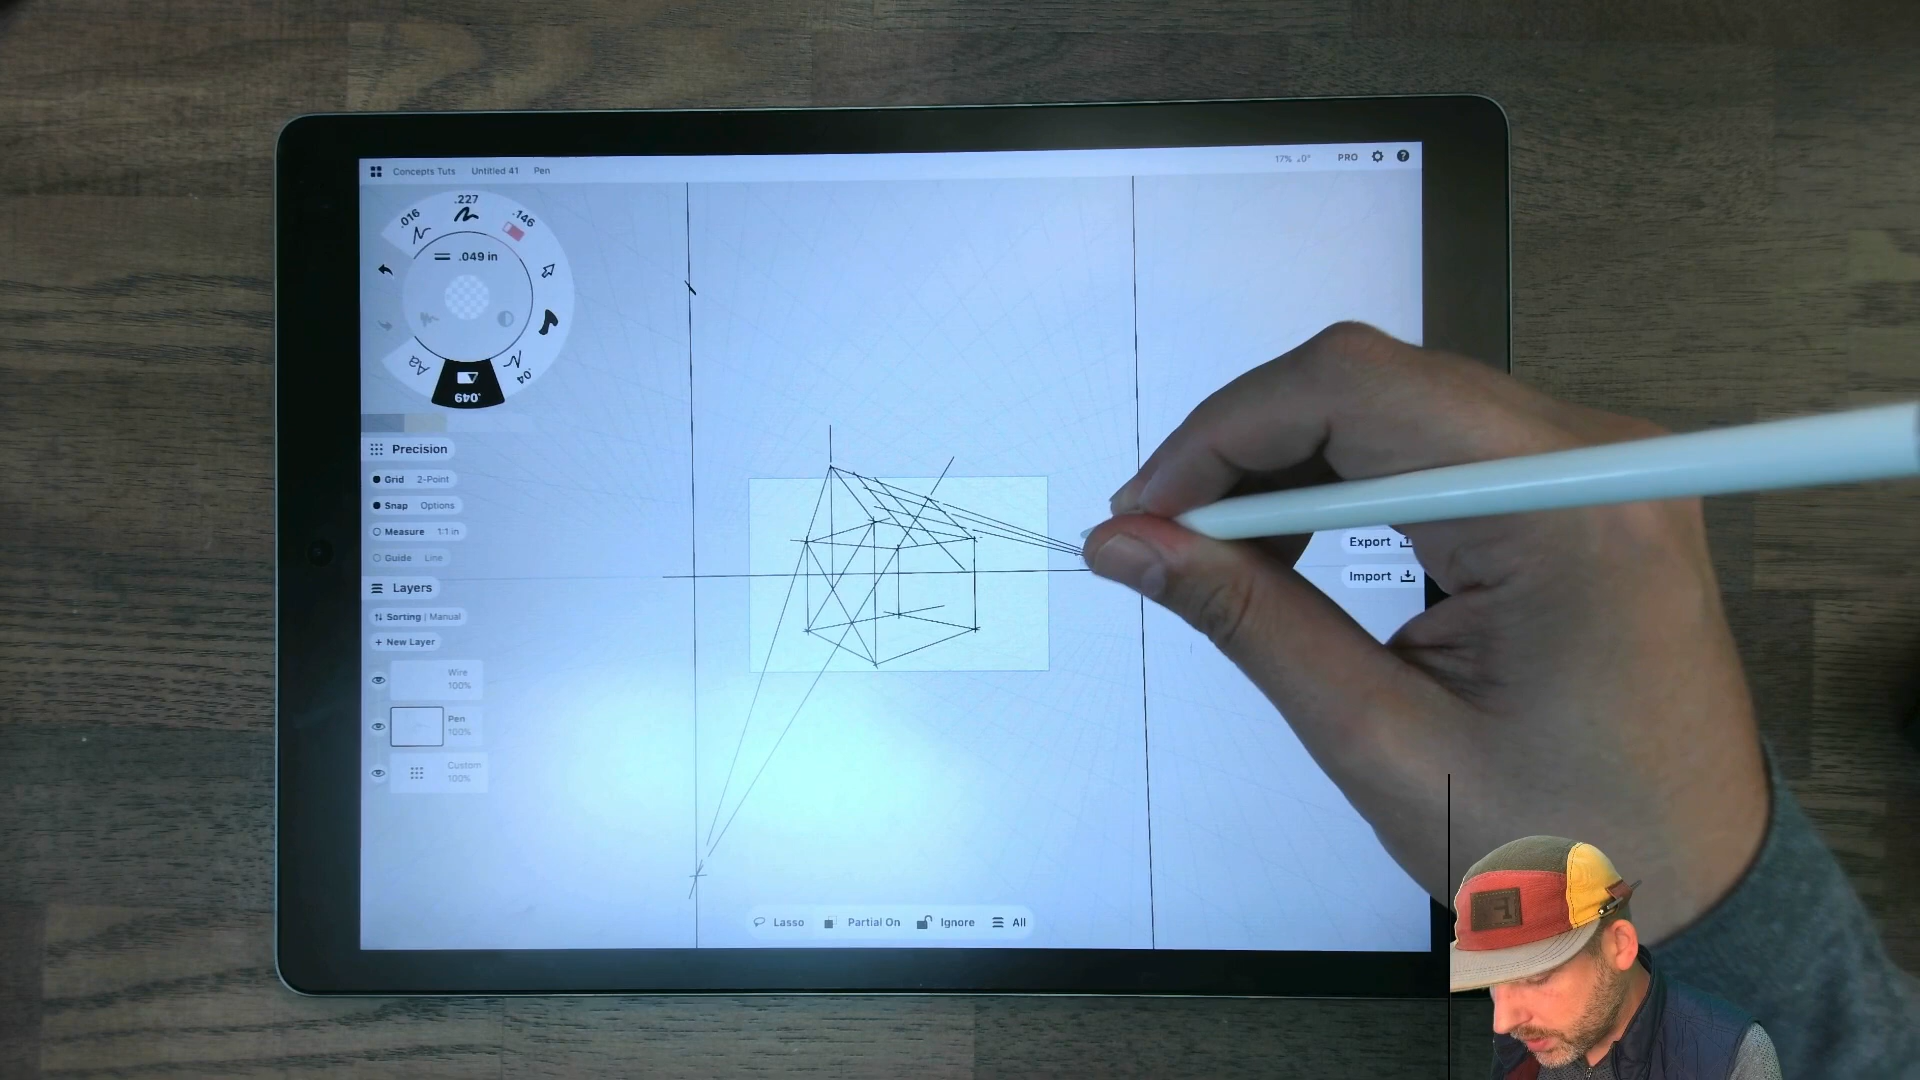 Concepts Tuts Untitled 41 Pen
17% 0° PRO ?
.016 .227 .146
.049 in
.04
Aa
.049
Precision
Grid 2-Point
Snap Options
Measure 1:1 in
Guide Line
Layers
Sorting | Manual
+ New Layer
Wire
100%
Pen
100%
Custom
100%
Export
Import
Lasso Partial On Ignore All
F